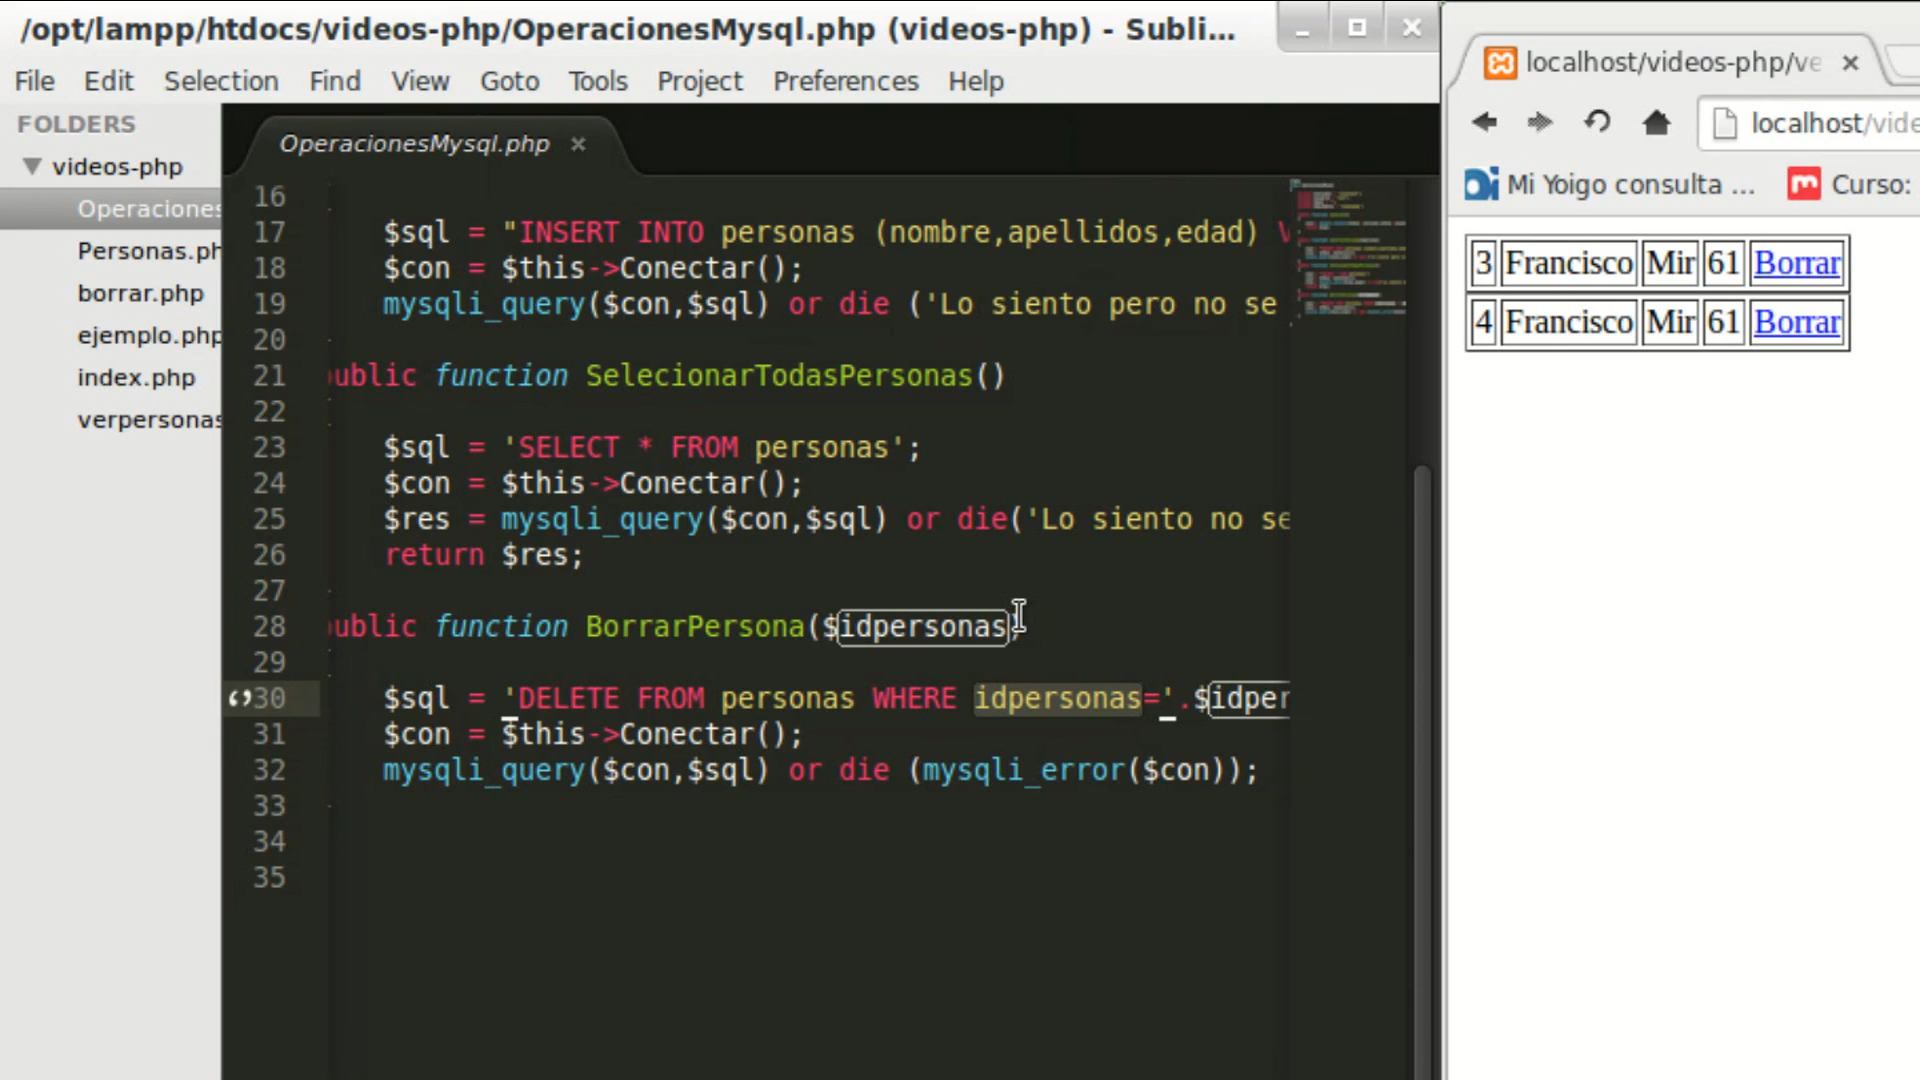 /opt/lampp/htdocs/videos-php/OperacionesMysql.php (videos-php) - Subli...
File Edit Selection Find View Goto Tools Project Preferences Help
FOLDERS
videos-php
Operaciones
Personas.ph
borrar.php
ejemplo.php
index.php
verpersonas
OperacionesMysql.php
16
17 $sql = "INSERT INTO personas (nombre,apellidos,edad) V
18 $con = $this->Conectar();
19 mysqli_query($con,$sql) or die ('Lo siento pero no se
20
21 ublic function SelecionarTodasPersonas()
22
23 $sql = 'SELECT * FROM personas';
24 $con = $this->Conectar();
25 $res = mysqli_query($con,$sql) or die('Lo siento no se
26 return $res;
27
28 ublic function BorrarPersona($idpersonas)
29
30 $sql = 'DELETE FROM personas WHERE idpersonas='.$idper
31 $con = $this->Conectar();
32 mysqli_query($con,$sql) or die (mysqli_error($con));
33
34
35
localhost/videos-php/ve
localhost/vide
Mi Yoigo consulta ... Curso:
3 Francisco Mir 61 Borrar
4 Francisco Mir 61 Borrar